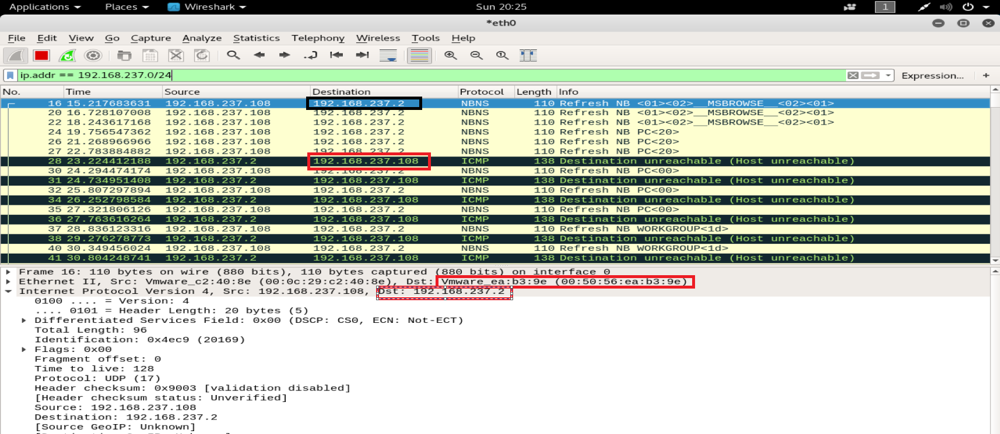 Applications Places Wireshark Sun 20:25 1
*eth0
File Edit View Go Capture Analyze Statistics Telephony Wireless Tools Help
ip.addr == 192.168.237.0/24 Expression... +
No. Time Source Destination Protocol Length Info
16 15.217683631 192.168.237.108 192.168.237.2 NBNS 110 Refresh NB <01><02>__MSBROWSE__<02><01>
20 16.728107008 192.168.237.108 192.168.237.2 NBNS 110 Refresh NB <01><02>__MSBROWSE__<02><01>
22 18.243617168 192.168.237.108 192.168.237.2 NBNS 110 Refresh NB <01><02>__MSBROWSE__<02><01>
24 19.756547362 192.168.237.108 192.168.237.2 NBNS 110 Refresh NB PC<20>
26 21.268966966 192.168.237.108 192.168.237.2 NBNS 110 Refresh NB PC<20>
27 22.783884882 192.168.237.108 192.168.237.2 NBNS 110 Refresh NB PC<20>
28 23.224412188 192.168.237.2 192.168.237.108 ICMP 138 Destination unreachable (Host unreachable)
30 24.294474174 192.168.237.108 192.168.237.2 NBNS 110 Refresh NB PC<00>
31 24.734951408 192.168.237.2 192.168.237.108 ICMP 138 Destination unreachable (Host unreachable)
32 25.807297894 192.168.237.108 192.168.237.2 NBNS 110 Refresh NB PC<00>
34 26.252798584 192.168.237.2 192.168.237.108 ICMP 138 Destination unreachable (Host unreachable)
35 27.321806126 192.168.237.108 192.168.237.2 NBNS 110 Refresh NB PC<00>
36 27.763616264 192.168.237.2 192.168.237.108 ICMP 138 Destination unreachable (Host unreachable)
37 28.836123316 192.168.237.108 192.168.237.2 NBNS 110 Refresh NB WORKGROUP<1d>
38 29.276278773 192.168.237.2 192.168.237.108 ICMP 138 Destination unreachable (Host unreachable)
40 30.349456024 192.168.237.108 192.168.237.2 NBNS 110 Refresh NB WORKGROUP<1d>
41 30.804248741 192.168.237.2 192.168.237.108 ICMP 138 Destination unreachable (Host unreachable)
Frame 16: 110 bytes on wire (880 bits), 110 bytes captured (880 bits) on interface 0
Ethernet II, Src: Vmware_c2:40:8e (00:0c:29:c2:40:8e), Dst: Vmware_ea:b3:9e (00:50:56:ea:b3:9e)
Internet Protocol Version 4, Src: 192.168.237.108, Dst: 192.168.237.2
0100 .... = Version: 4
.... 0101 = Header Length: 20 bytes (5)
Differentiated Services Field: 0x00 (DSCP: CS0, ECN: Not-ECT)
Total Length: 96
Identification: 0x4ec9 (20169)
Flags: 0x00
Fragment offset: 0
Time to live: 128
Protocol: UDP (17)
Header checksum: 0x9003 [validation disabled]
[Header checksum status: Unverified]
Source: 192.168.237.108
Destination: 192.168.237.2
[Source GeoIP: Unknown]